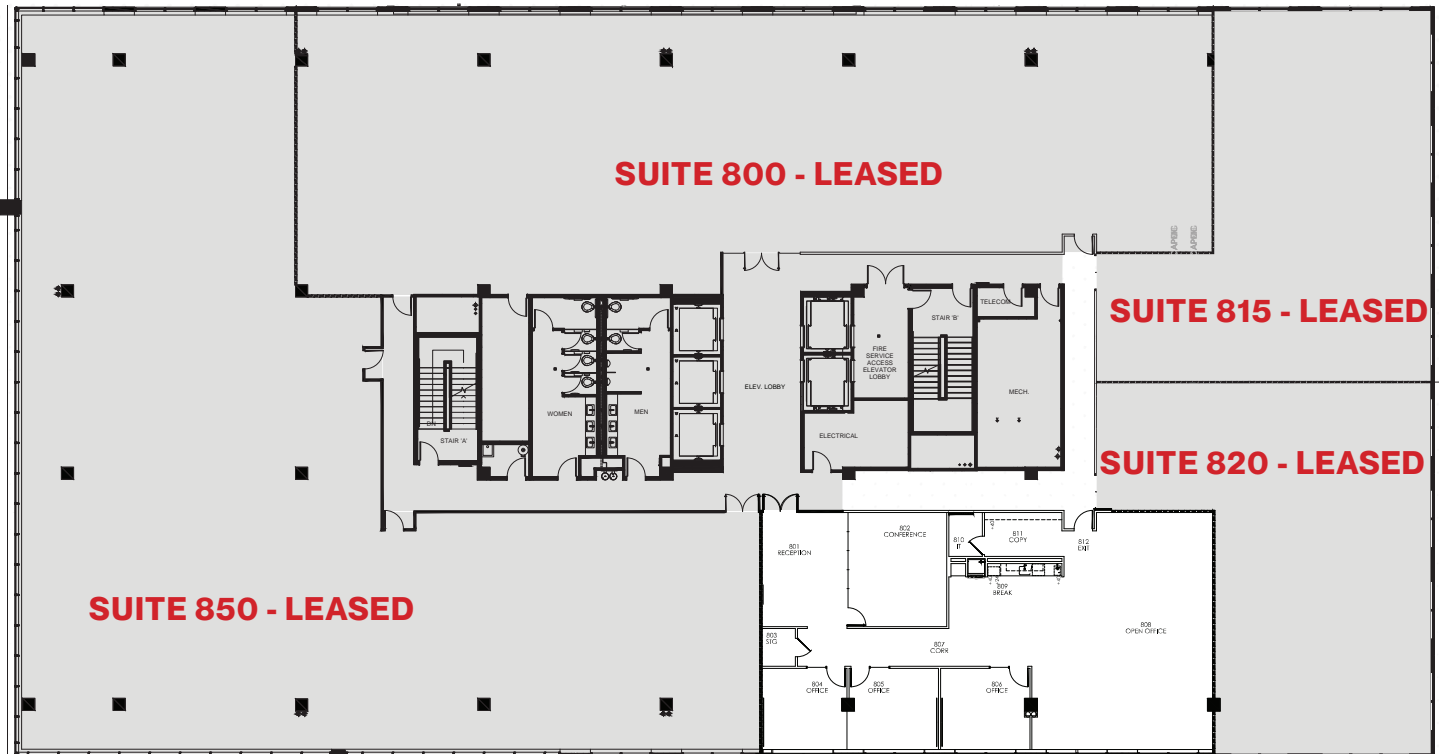 SUITE 800 - LEASED
SUITE 815 - LEASED
TELECOM
STAIR 'B'
FIRE
SERVICE
ACCESS
ELEVATOR
LOBBY
MECH.
ELEV. LOBBY
WOMEN
MEN
DN
STAIR 'A'
ELECTRICAL
SUITE 820 - LEASED
801
RECEPTION
802
CONFERENCE
810
IT
811
COPY
812
EXIT
809
BREAK
SUITE 850 - LEASED
803
STG
807
CORR
808
OPEN OFFICE
804
OFFICE
805
OFFICE
806
OFFICE